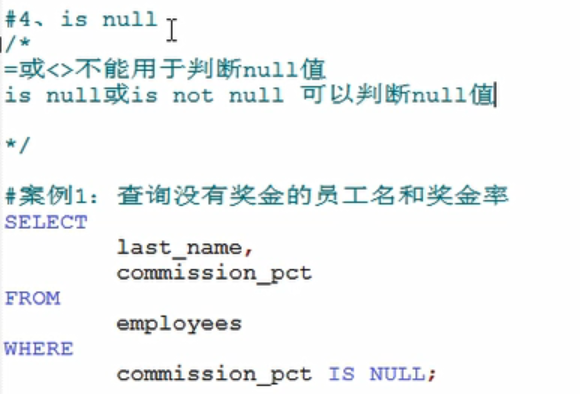 #4、is null
/*
=或<>不能用于判断null值
is null或is not null 可以判断null值
*/
#案例1：查询没有奖金的员工名和奖金率
SELECT
last_name,
commission_pct
FROM
employees
WHERE
commission_pct IS NULL;